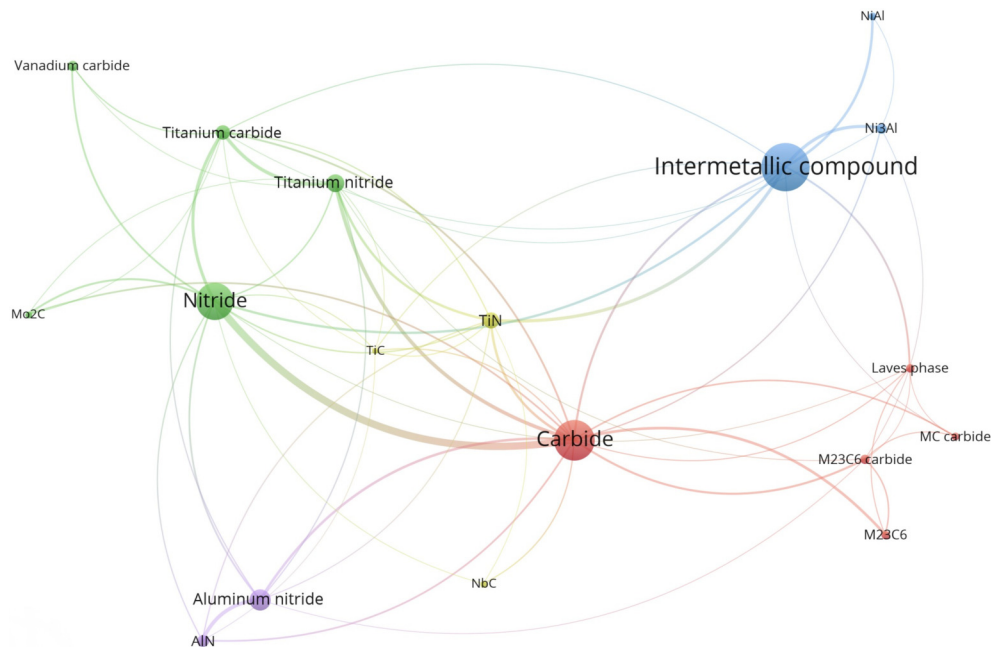 NiAl
Vanadium carbide
Titanium carbide
Ni3Al
Intermetallic compound
Titanium nitride
Nitride
Mo2C
TiN
TiC
Laves phase
Carbide
MC carbide
M23C6 carbide
M23C6
NbC
Aluminum nitride
AlN